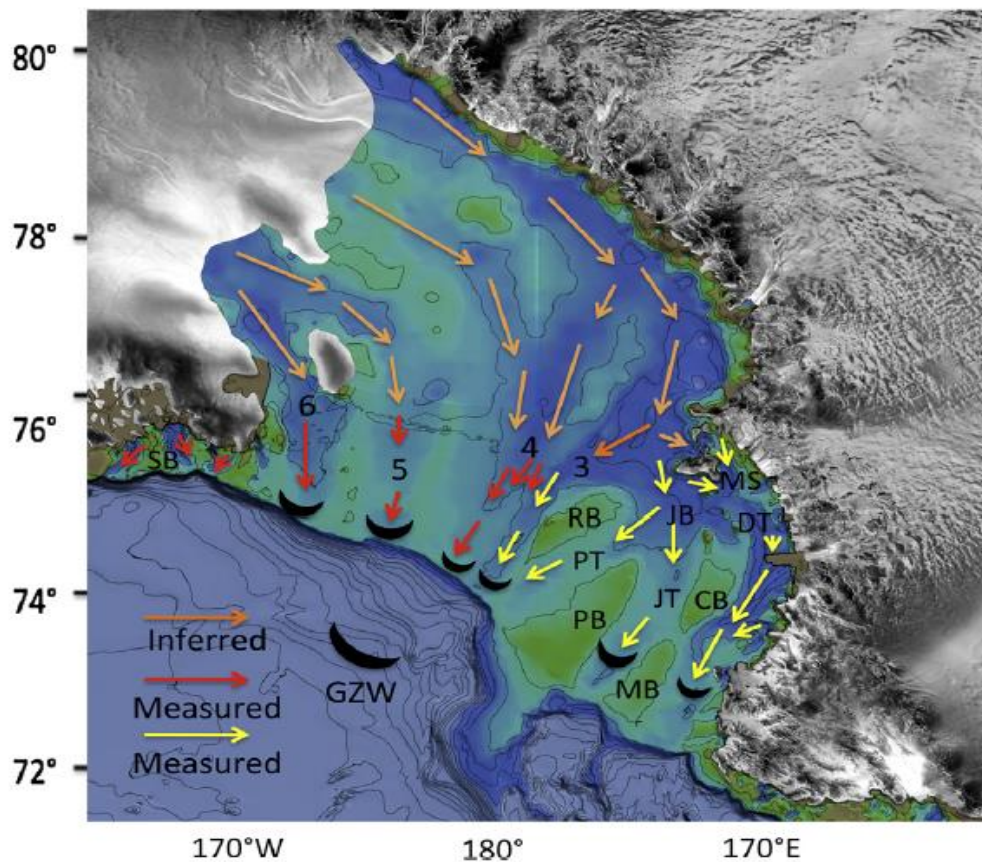 80°
78°
76°
74°
72°
6
SB
5
4
3
MS
RB
JB
DT
PT
PB
JT
CB
MB
Inferred
GZW
Measured
Measured
170°W
180°
170°E